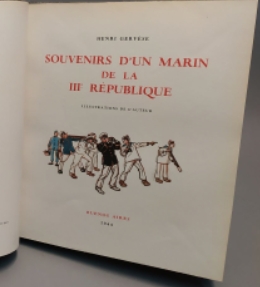 HENRI GERVÈSE
SOUVENIRS D'UN MARIN
DE LA
IIIe RÉPUBLIQUE
ILLUSTRATIONS DE L'AUTEUR